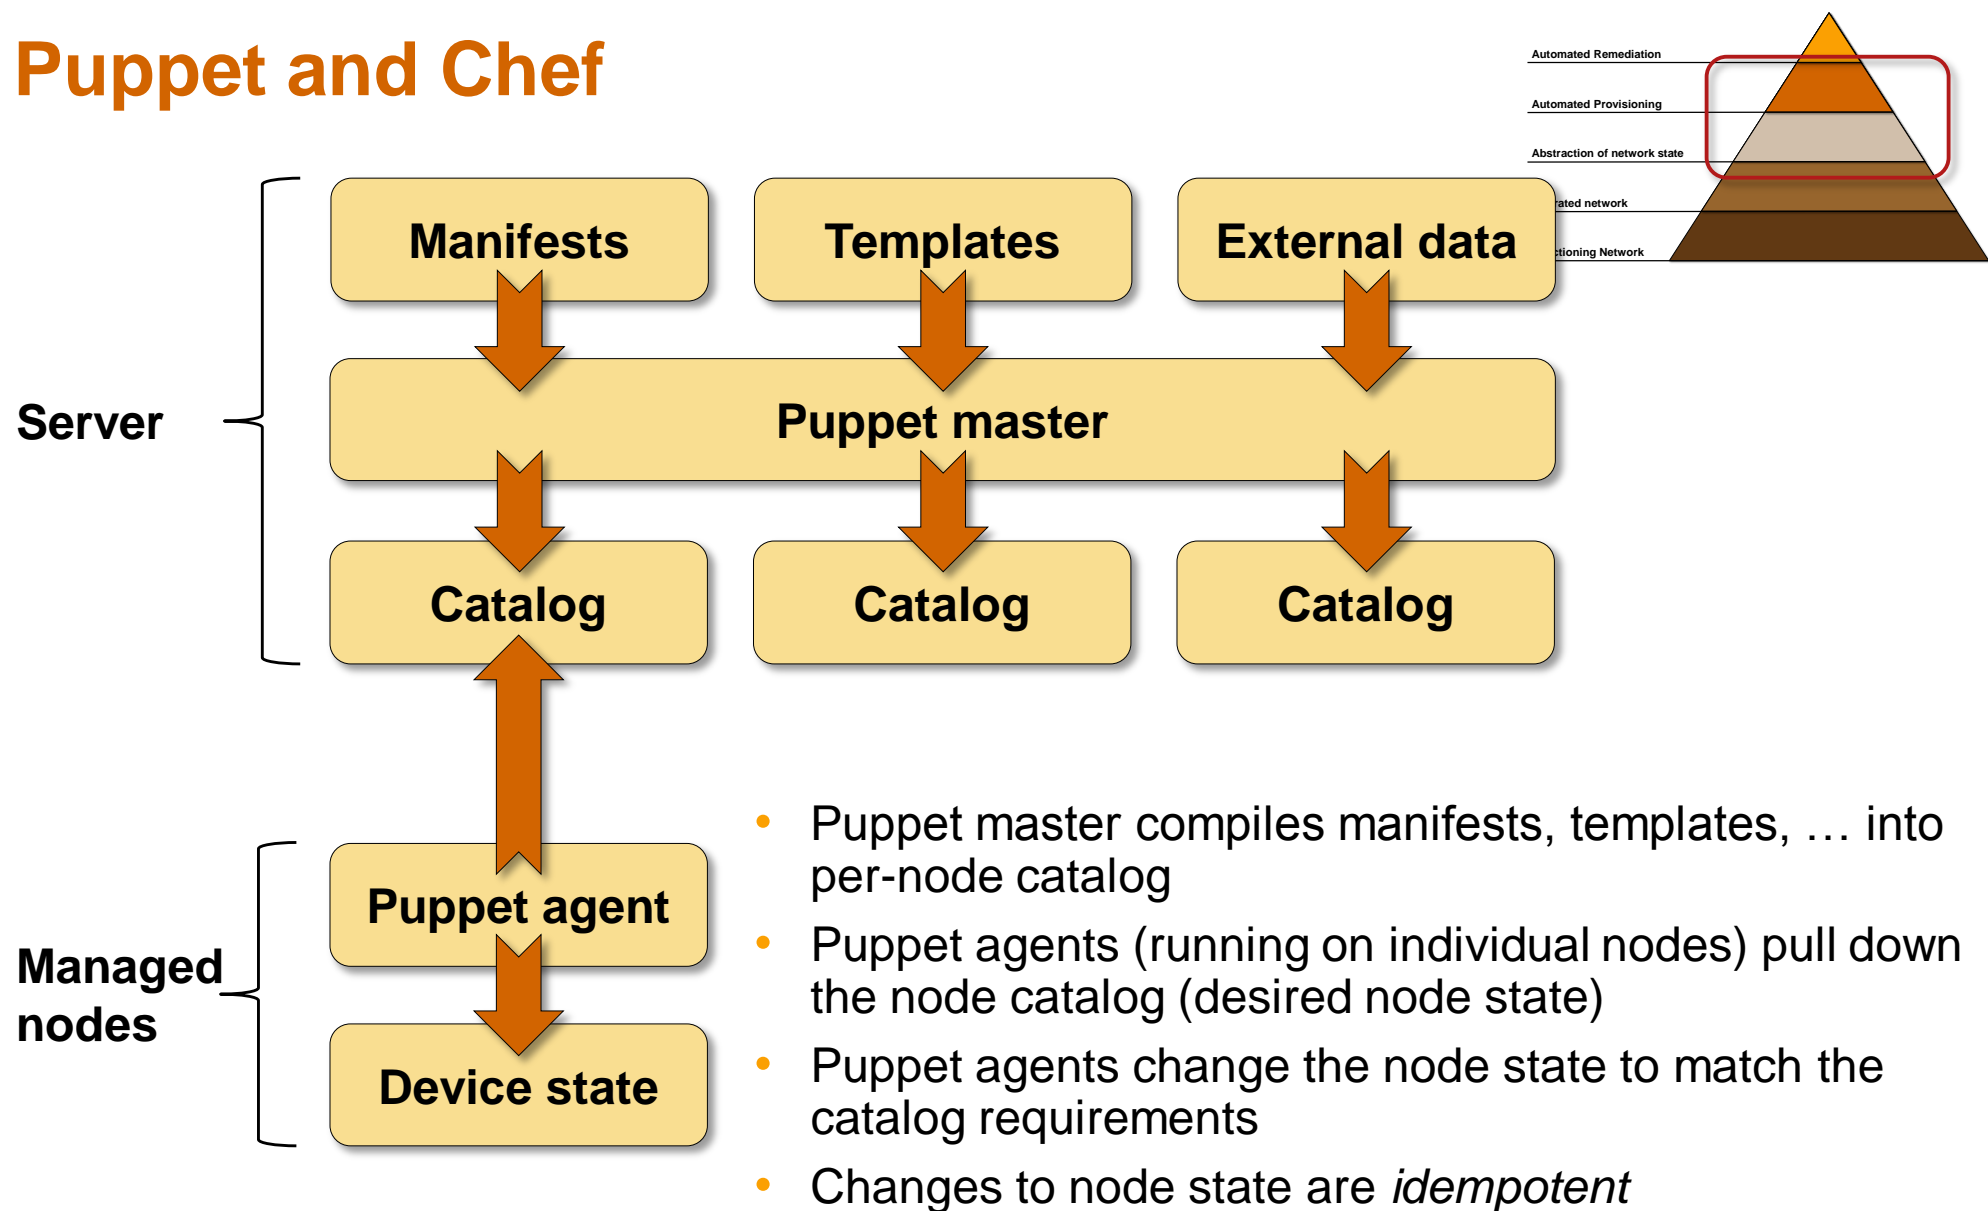 Puppet and Chef
Automated Remediation
Automated Provisioning
Abstraction of network state
network
Network
Manifests
Templates
External data
Server
Puppet master
Catalog
Catalog
Catalog
Managed
nodes
Puppet agent
Device state
• Puppet master compiles manifests, templates, … into
per-node catalog
• Puppet agents (running on individual nodes) pull down
the node catalog (desired node state)
• Puppet agents change the node state to match the
catalog requirements
• Changes to node state are idempotent